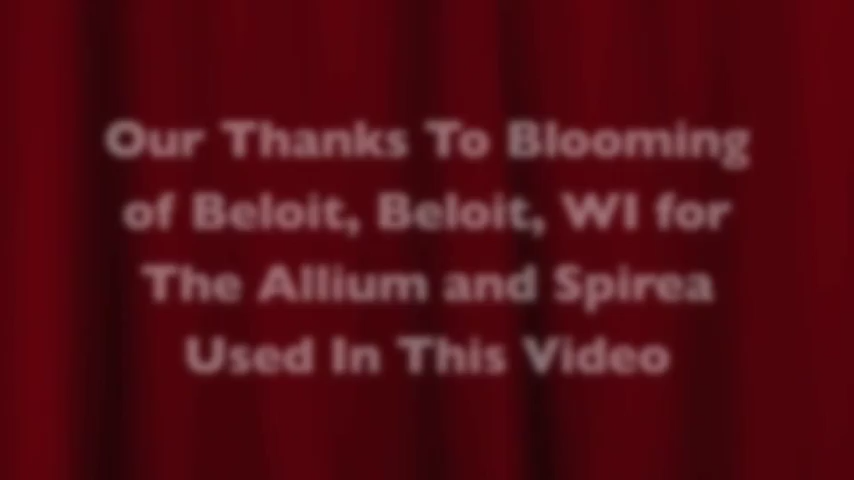 Our Thanks To Blooming
of Beloit, Beloit, WI for
The Allium and Spirea
Used In This Video